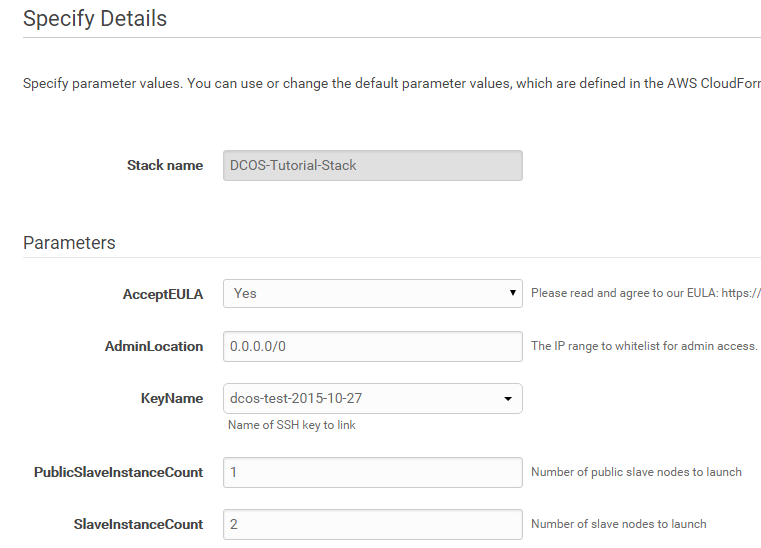 Specify Details
Specify parameter values. You can use or change the default parameter values, which are defined in the AWS CloudForm
Stack name DCOS-Tutorial-Stack
Parameters
AcceptEULA Yes Please read and agree to our EULA: https://
AdminLocation 0.0.0.0/0 The IP range to whitelist for admin access.
KeyName dcos-test-2015-10-27
Name of SSH key to link
PublicSlaveInstanceCount 1 Number of public slave nodes to launch
SlaveInstanceCount 2 Number of slave nodes to launch